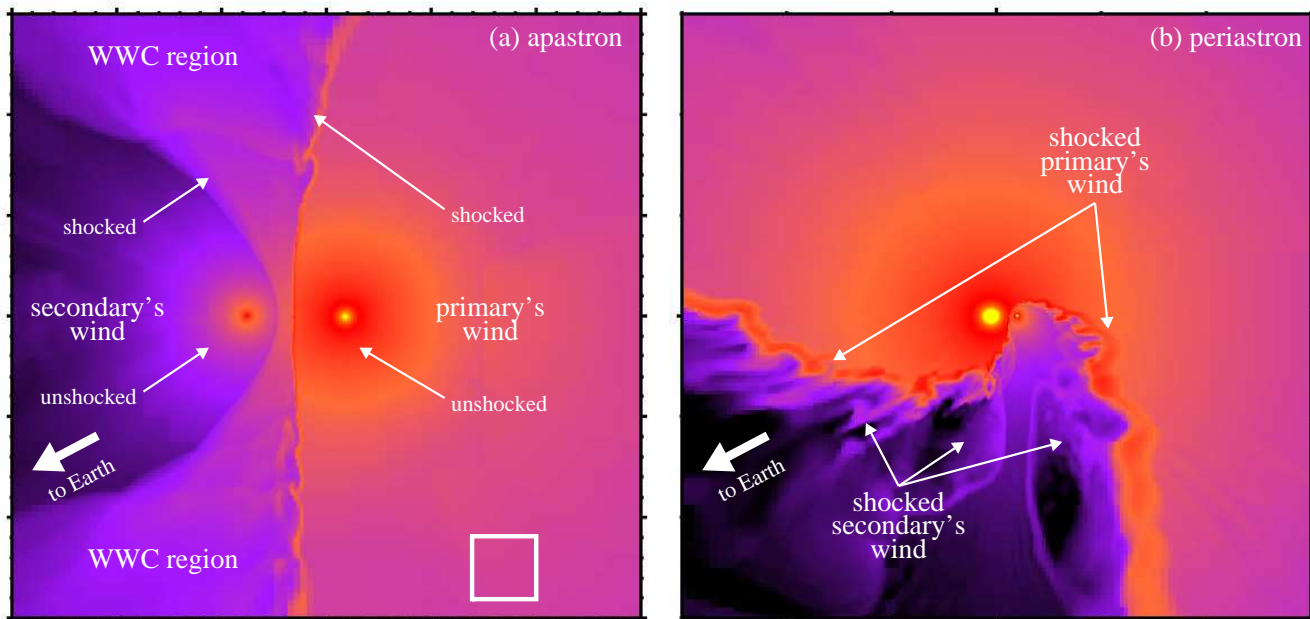 (a) apastron
WWC region
shocked
shocked
secondary's
wind
primary's
wind
unshocked
unshocked
to Earth
WWC region
(b) periastron
shocked
primary's
wind
to Earth
shocked
secondary's
wind